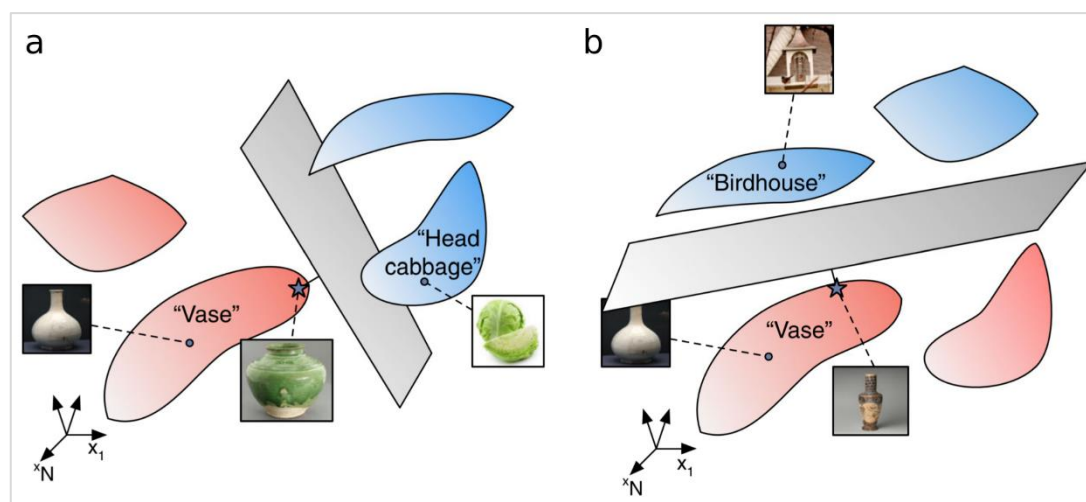 a
“Vase”
“Head
cabbage”
x1
xN
b
“Birdhouse”
“Vase”
x1
xN